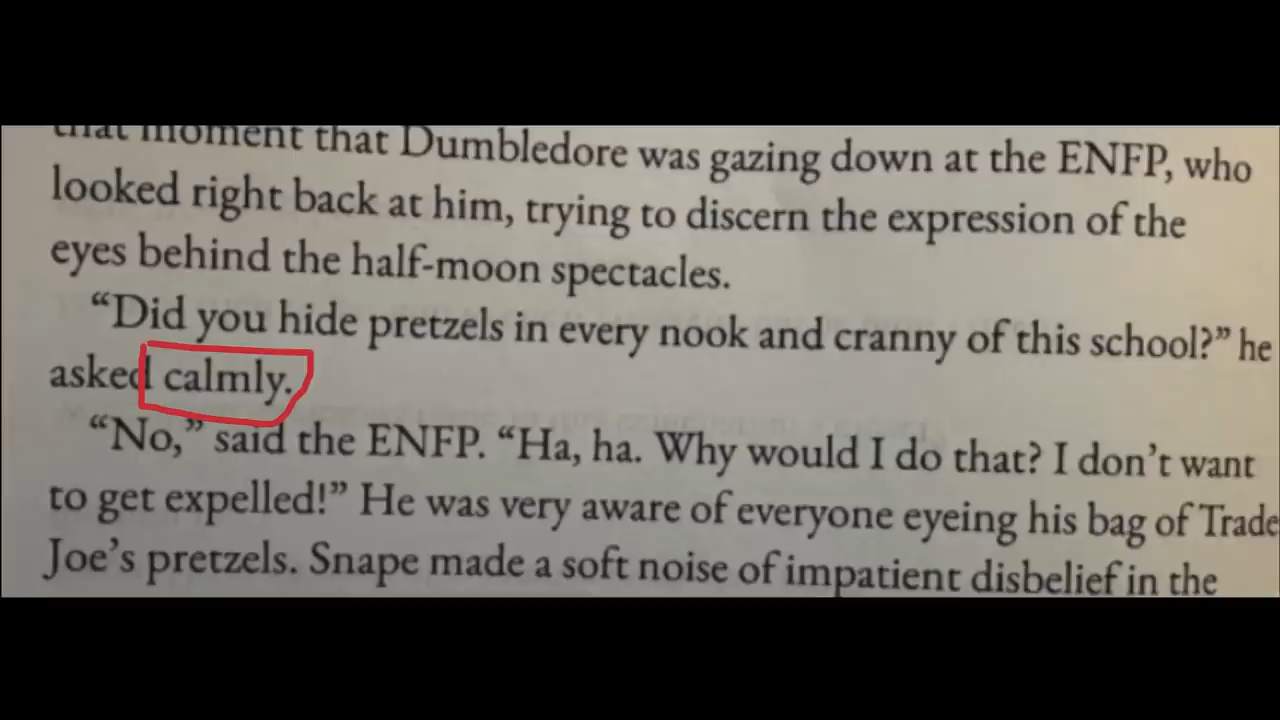 that moment that Dumbledore was gazing down at the ENFP, who
looked right back at him, trying to discern the expression of the
eyes behind the half-moon spectacles.
“Did you hide pretzels in every nook and cranny of this school?” he
asked calmly.
“No,” said the ENFP. “Ha, ha. Why would I do that? I don’t want
to get expelled!” He was very aware of everyone eyeing his bag of Trade
Joe’s pretzels. Snape made a soft noise of impatient disbelief in the